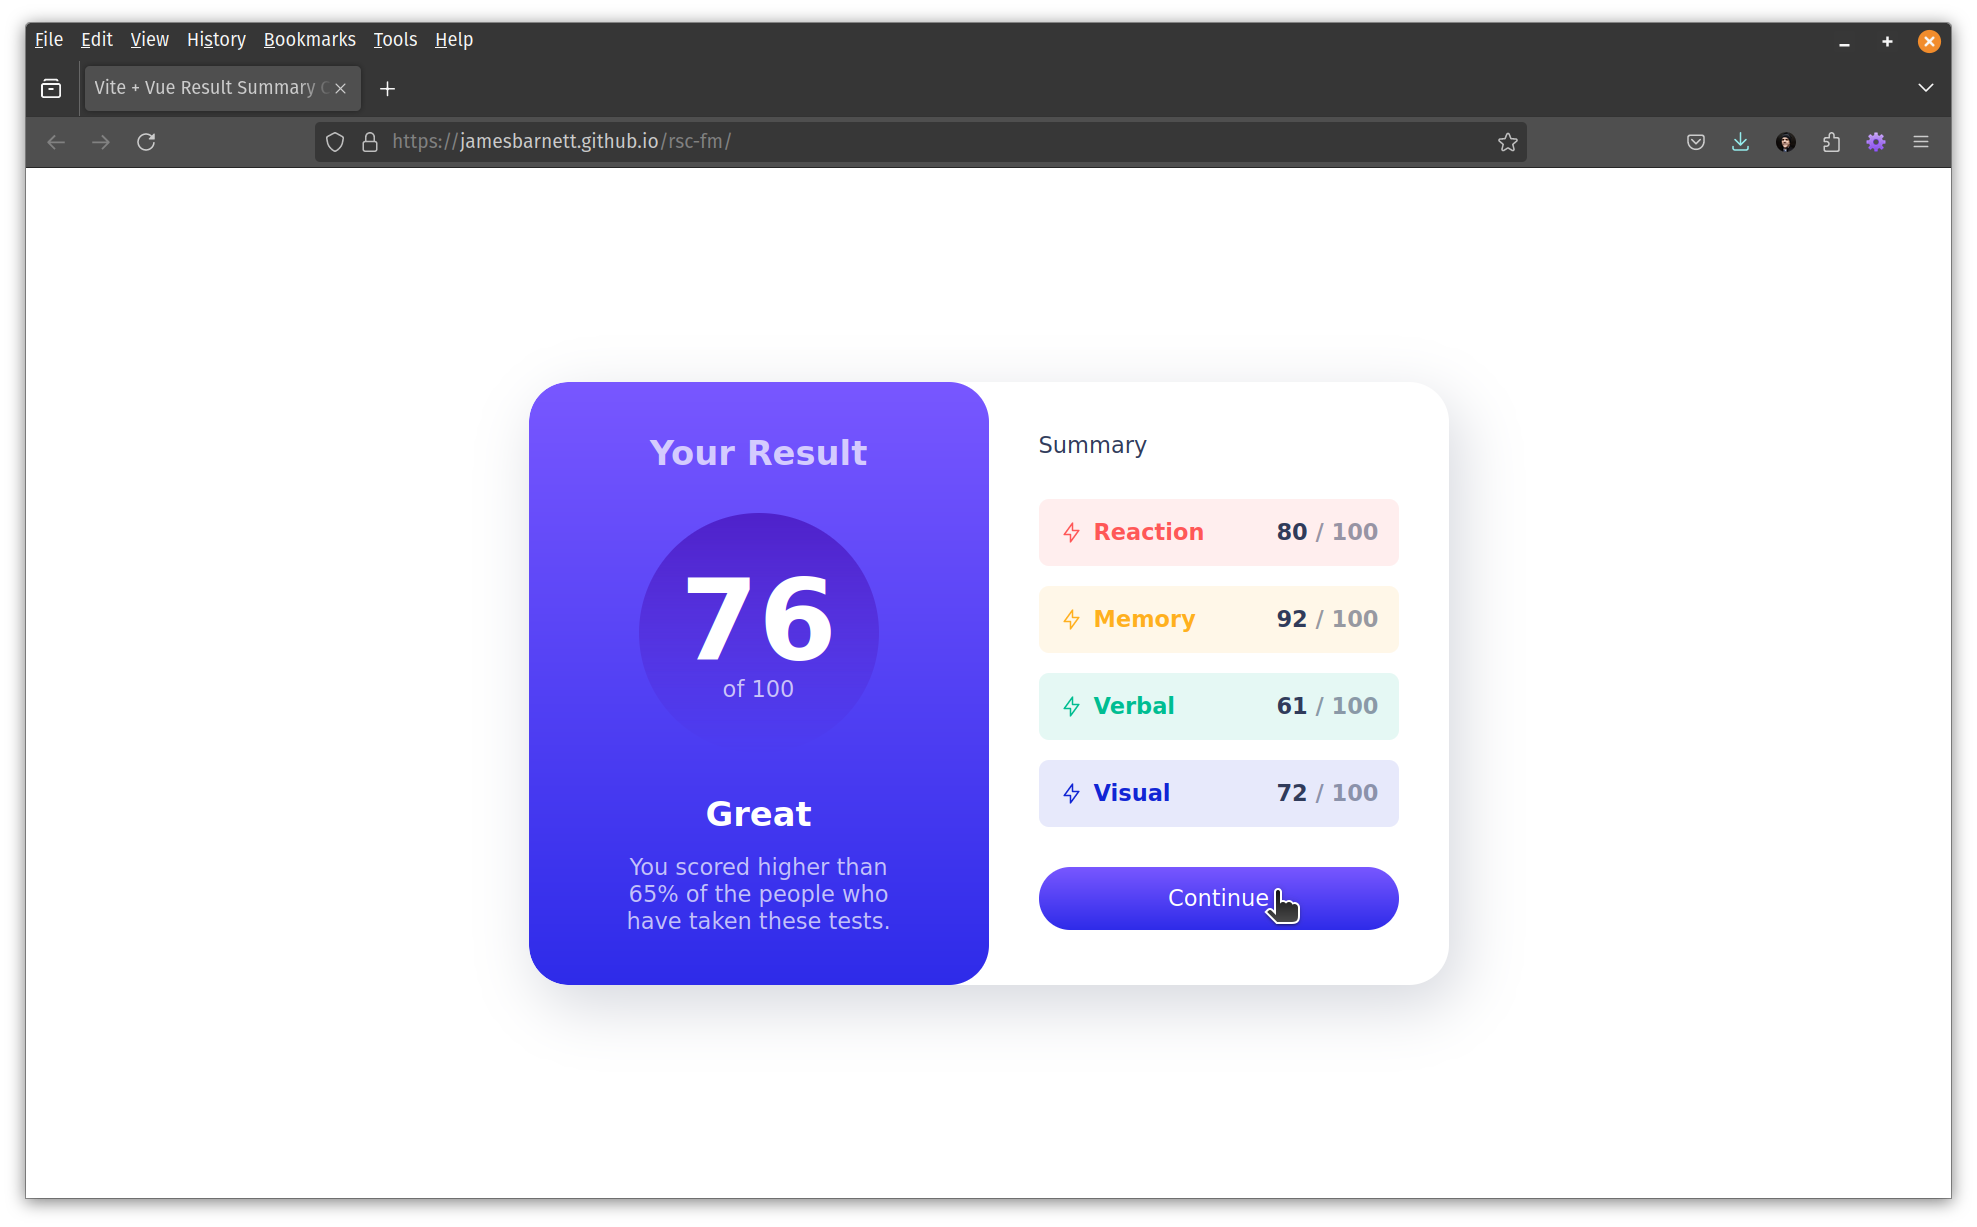 File Edit View History Bookmarks Tools Help
Vite + Vue Result Summary
https://jamesbarnett.github.io/rsc-fm/
Your Result
76
of 100
Great
You scored higher than
65% of the people who
have taken these tests.
Summary
Reaction 80 / 100
Memory 92 / 100
Verbal 61 / 100
Visual 72 / 100
Continue